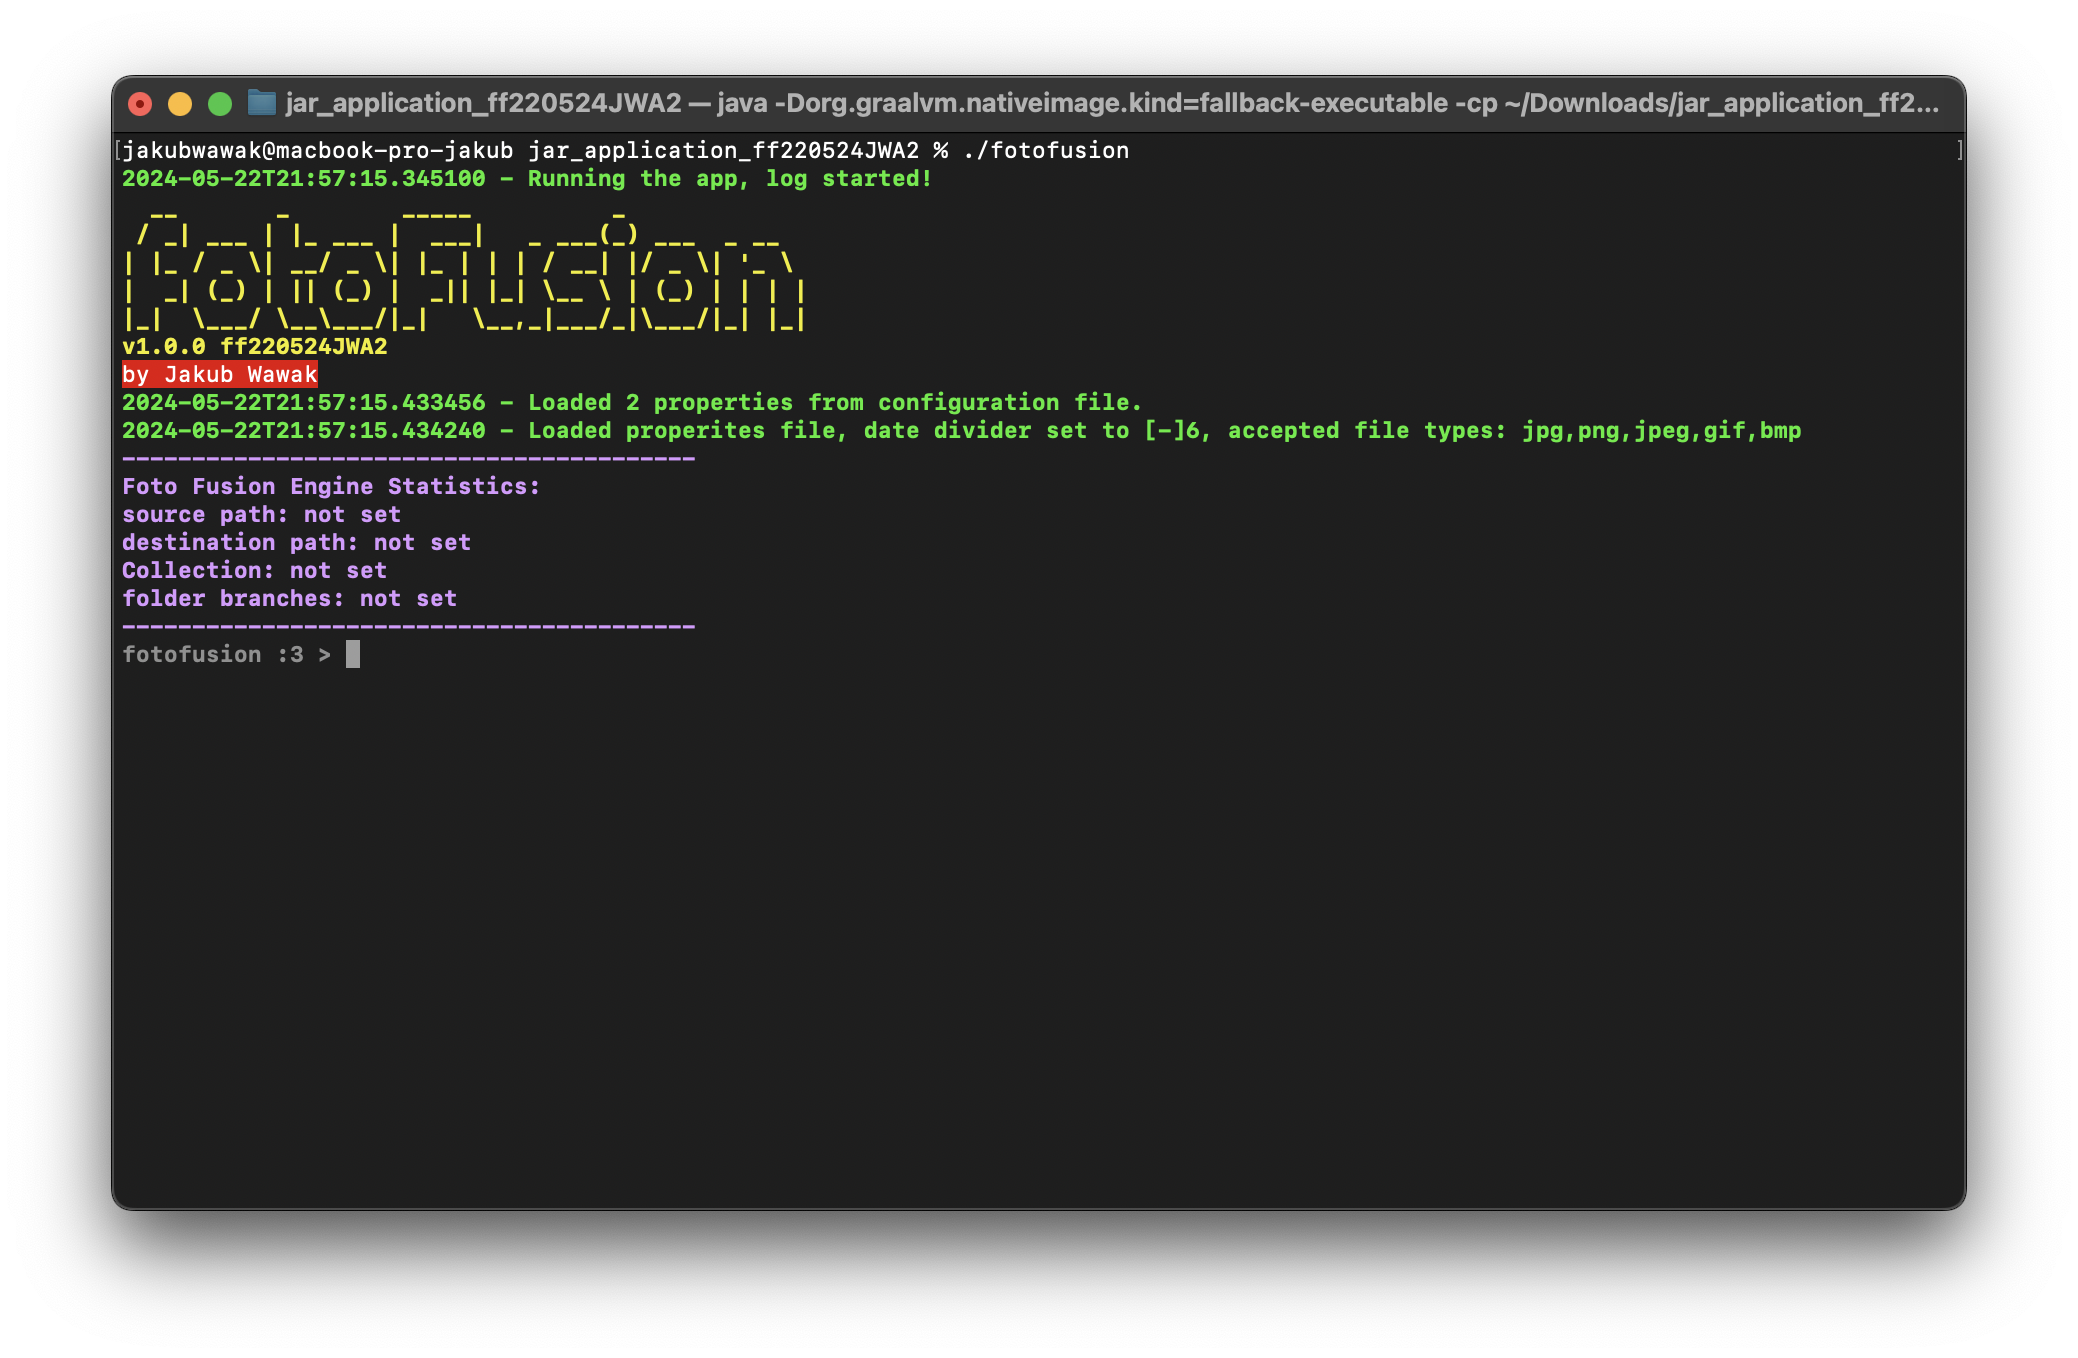 jar_application_ff220524JWA2 — java -Dorg.graalvm.nativeimage.kind=fallback-executable -cp ~/Downloads/jar_application_ff2...
[jakubwawak@macbook-pro-jakub jar_application_ff220524JWA2 % ./fotofusion ]
2024-05-22T21:57:15.345100 - Running the app, log started!
  __       _        _____          _
 / _| ___ | |_ ___ |  ___|   _ ___(_) ___  _ __
| |_ / _ \| __/ _ \| |_ | | | / __| |/ _ \| '_ \
|  _| (_) | || (_) |  _|| |_| \__ \ | (_) | | | |
|_|  \___/ \__\___/|_|   \__,_|___/_|\___/|_| |_|
v1.0.0 ff220524JWA2
by Jakub Wawak
2024-05-22T21:57:15.433456 - Loaded 2 properties from configuration file.
2024-05-22T21:57:15.434240 - Loaded properites file, date divider set to [-]6, accepted file types: jpg,png,jpeg,gif,bmp
-----------------------------------------
Foto Fusion Engine Statistics:
source path: not set
destination path: not set
Collection: not set
folder branches: not set
-----------------------------------------
fotofusion :3 >